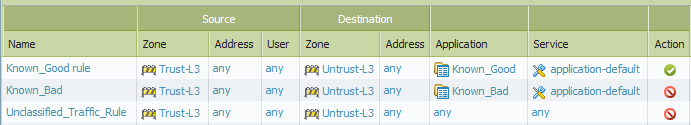 Source Destination
Name Zone Address User Zone Address Application Service Action
Known_Good rule Trust-L3 any any Untrust-L3 any Known_Good application-default
Known_Bad Trust-L3 any any Untrust-L3 any Known_Bad application-default
Unclassified_Traffic_Rule Trust-L3 any any Untrust-L3 any any any